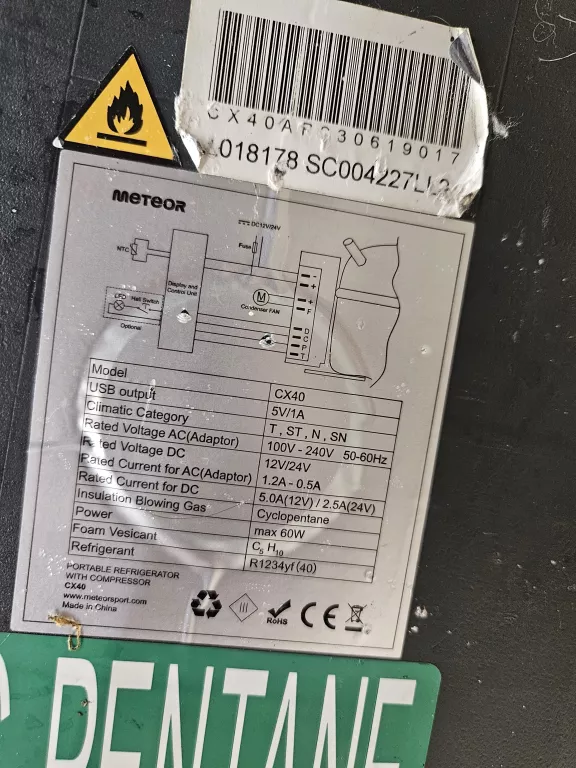 CX40AP030619017
018178 SC004227LL2
METEOR
DC12V/24V
Fuse
NTC
Display and
Control Unit
LED Hall Switch
Optional
M
Condenser FAN
+
+
F
D
C
P
T
Model CX40
USB output 5V/1A
Climatic Category T , ST , N , SN
Rated Voltage AC(Adaptor) 100V - 240V 50-60Hz
Rated Voltage DC 12V/24V
Rated Current for AC(Adaptor) 1.2A - 0.5A
Rated Current for DC 5.0A(12V) / 2.5A(24V)
Insulation Blowing Gas Cyclopentane
Power max 60W
Foam Vesicant C5 H10
Refrigerant R1234yf (40)
PORTABLE REFRIGERATOR
WITH COMPRESSOR
CX40
www.meteorsport.com
Made in China
RoHS
CE
PENTANE